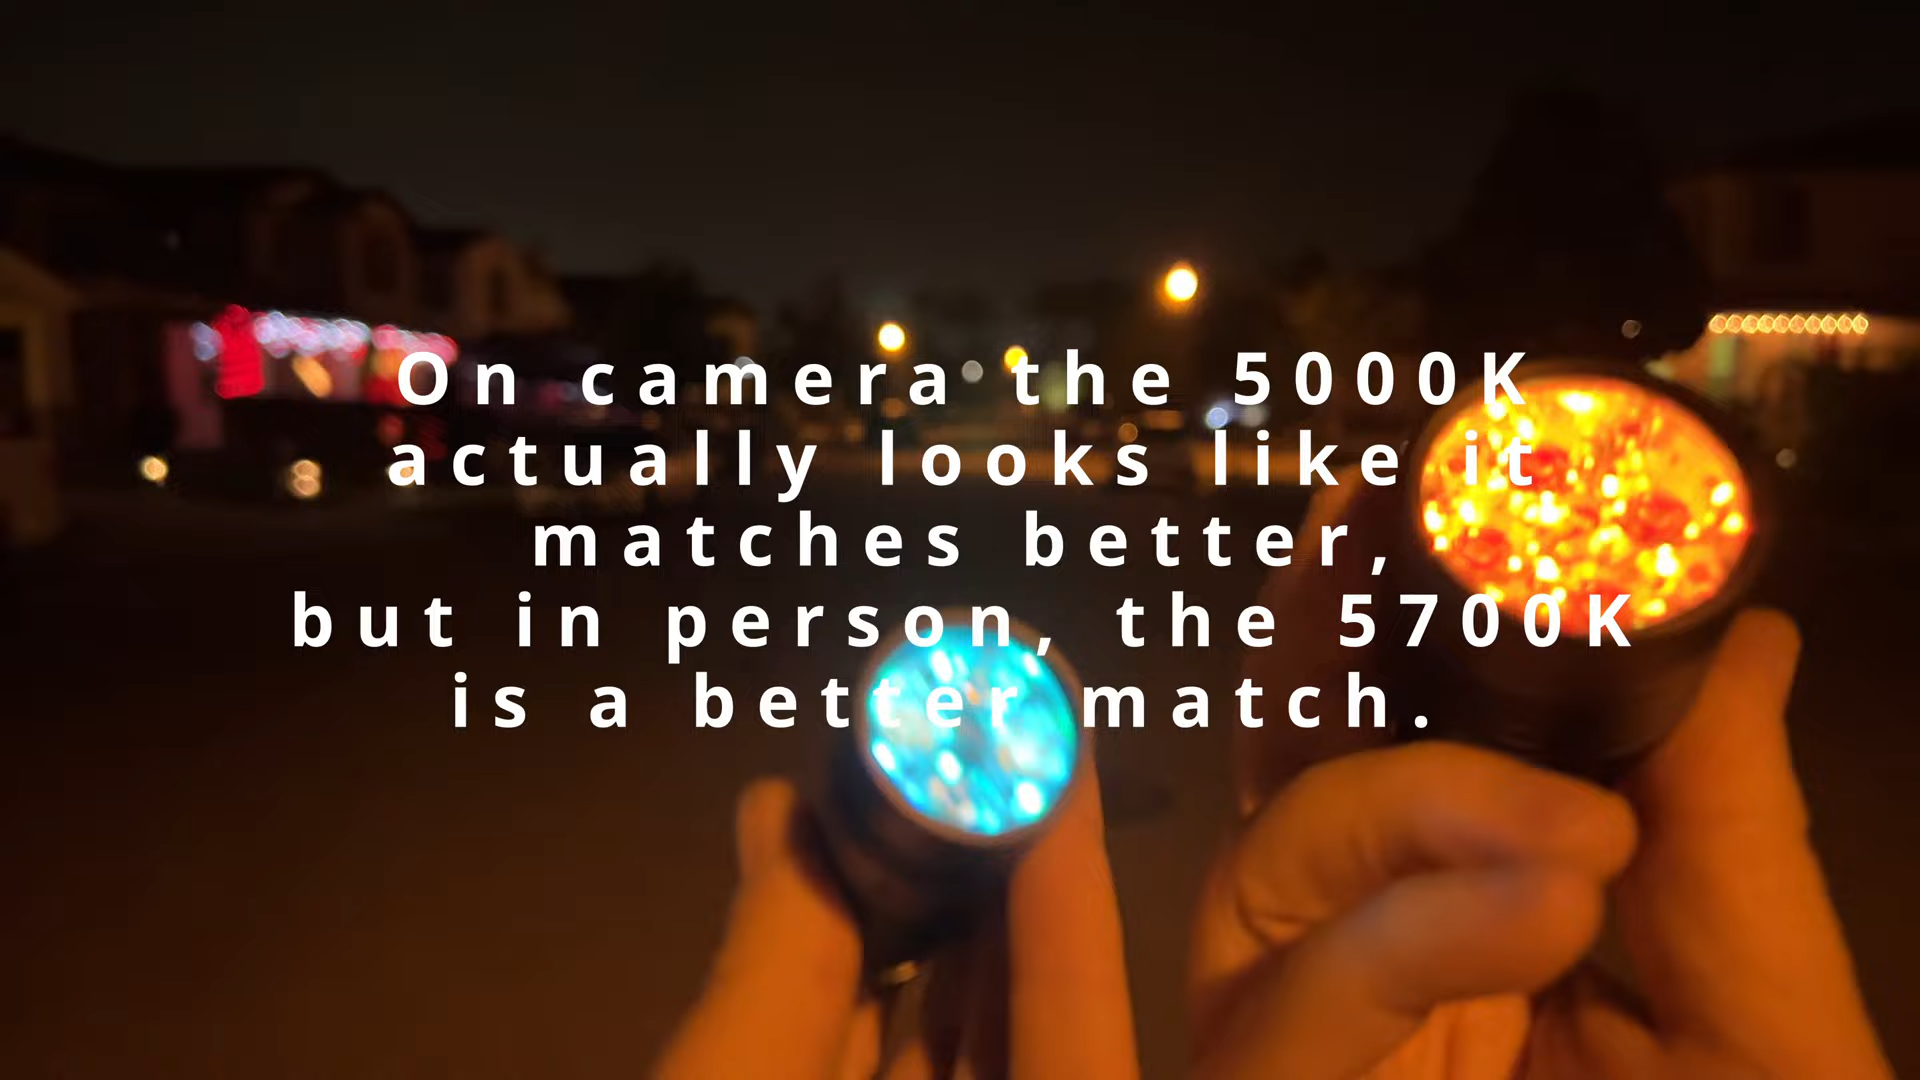 On camera the 5000K
actually looks like it
matches better,
but in person, the 5700K
is a better match.